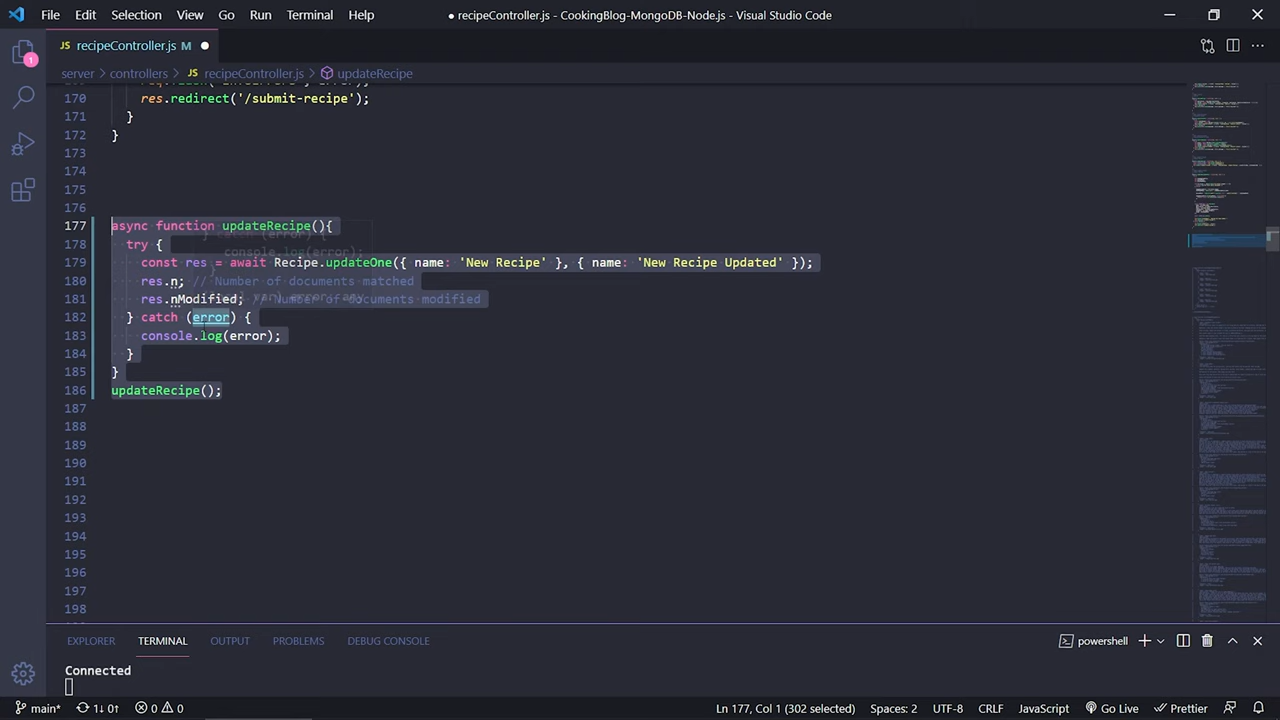 File Edit Selection View Go Run Terminal Help
● recipeController.js - CookingBlog-MongoDB-Node.js - Visual Studio Code
1
JS recipeController.js M ●
server > controllers > JS recipeController.js > updateRecipe
170 res.redirect('/submit-recipe');
171 }
172 }
173
174
175
176
177 async function updateRecipe(){
178 try {
179 const res = await Recipe.updateOne({ name: 'New Recipe' }, { name: 'New Recipe Updated' });
180 res.n; // Number of documents matched
181 res.nModified; // Number of documents modified
182 } catch (error) {
183 console.log(error);
184 }
185 }
186 updateRecipe();
187
188
189
190
191
192
193
194
195
196
197
198
EXPLORER TERMINAL OUTPUT PROBLEMS DEBUG CONSOLE
powershell
Connected
main* 1↓ 0↑ 0 0
Ln 177, Col 1 (302 selected) Spaces: 2 UTF-8 CRLF JavaScript Go Live Prettier